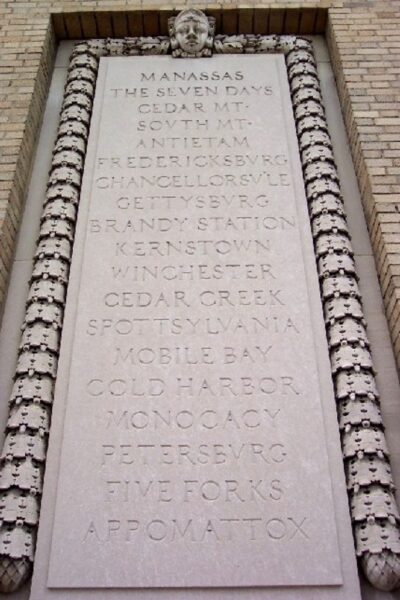 MANASSAS
THE SEVEN DAYS
CEDAR MT·
SOVTH MT·
ANTIETAM
FREDERICKSBVRG
CHANCELLORSV'LE
GETTYSBVRG
BRANDY STATION
KERNSTOWN
WINCHESTER
CEDAR CREEK
SPOTTSYLVANIA
MOBILE BAY
COLD HARBOR
MONOCACY
PETERSBVRG
FIVE FORKS
APPOMATTOX